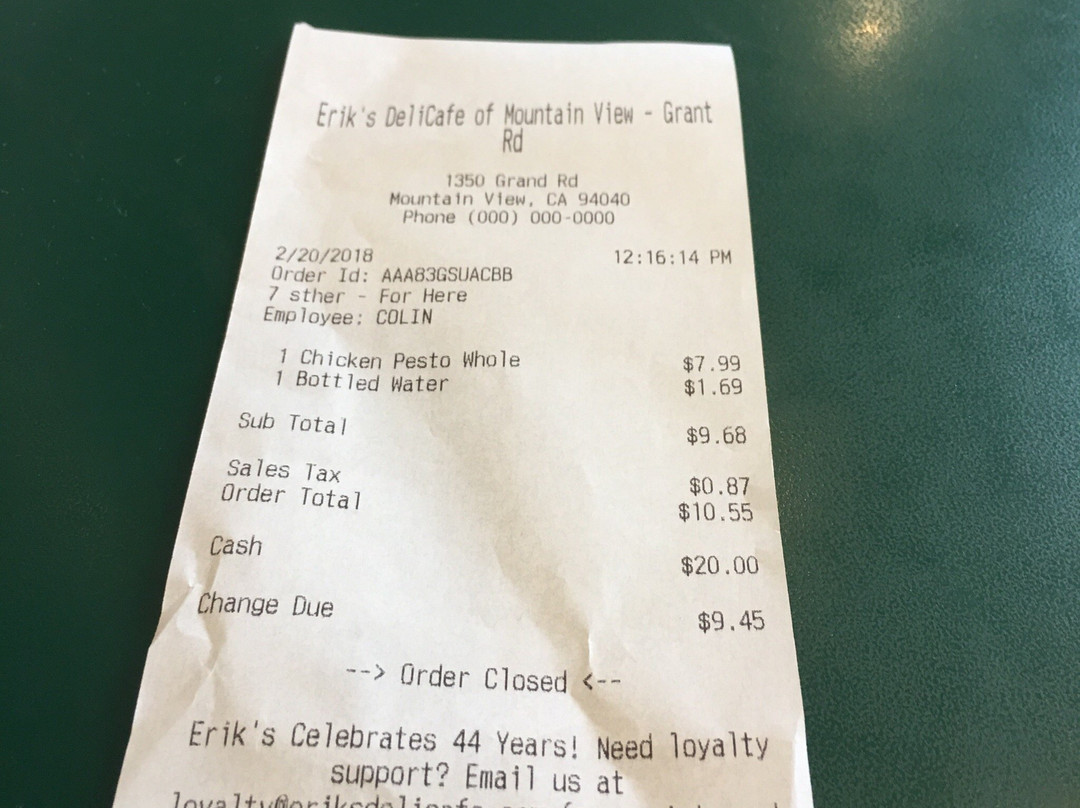 Erik's DeliCafe of Mountain View - Grant
Rd
1350 Grand Rd
Mountain View, CA 94040
Phone (000) 000-0000
2/20/2018 12:16:14 PM
Order Id: AAA83GSUACBB
7 sther - For Here
Employee: COLIN
1 Chicken Pesto Whole $7.99
1 Bottled Water $1.69
Sub Total $9.68
Sales Tax $0.87
Order Total $10.55
Cash $20.00
Change Due $9.45
--> Order Closed <--
Erik's Celebrates 44 Years! Need loyalty
support? Email us at